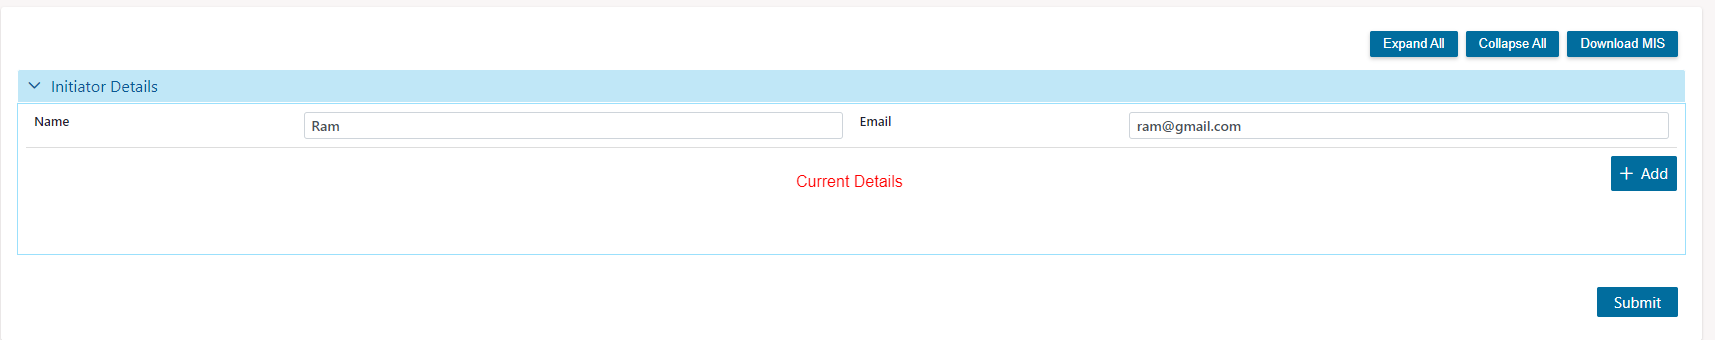 Expand All Collapse All Download MIS
Initiator Details
Name Ram Email ram@gmail.com
Current Details + Add
Submit